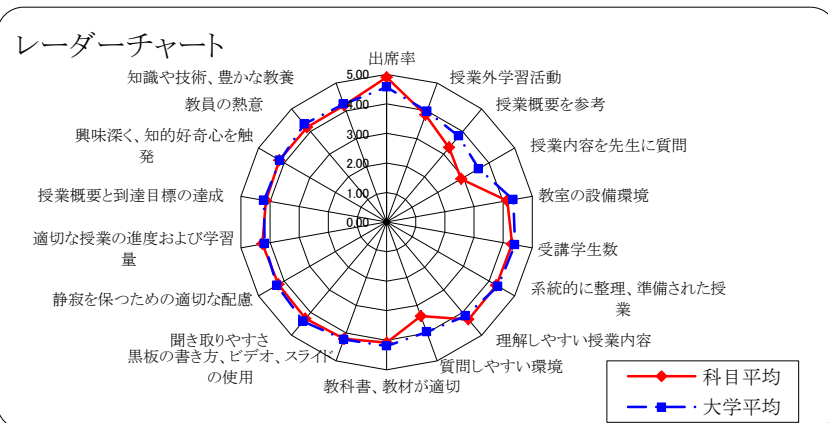 レーダーチャート
出席率
授業外学習活動
授業概要を参考
授業内容を先生に質問
教室の設備環境
受講学生数
系統的に整理、準備された授
業
理解しやすい授業内容
質問しやすい環境
教科書、教材が適切
黒板の書き方、ビデオ、スライド
の使用
聞き取りやすさ
静寂を保つための適切な配慮
適切な授業の進度および学習
量
授業概要と到達目標の達成
興味深く、知的好奇心を触
発
教員の熱意
知識や技術、豊かな教養
5.00
4.00
3.00
2.00
1.00
0.00
科目平均
大学平均